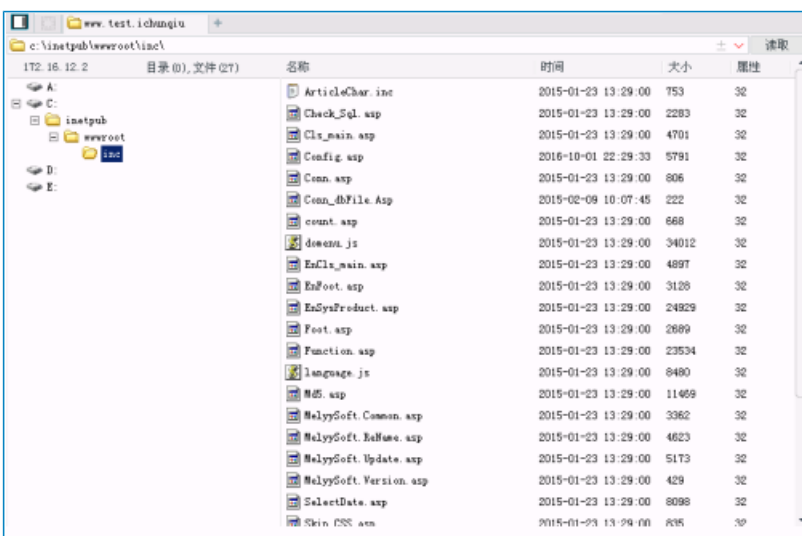 www.test.ichunqiu +
c:\inetpub\wwwroot\inc\ 读取
172.16.12.2 目录(0),文件(27) 名称 时间 大小 属性
A:
C:
inetpub
wwwroot
inc
D:
E:
ArticleChar.inc 2015-01-23 13:29:00 753 32
Check_Sql.asp 2015-01-23 13:29:00 2283 32
Cls_main.asp 2015-01-23 13:29:00 4701 32
Config.asp 2016-10-01 22:29:33 5791 32
Conn.asp 2015-01-23 13:29:00 806 32
Conn_dbFile.Asp 2015-02-09 10:07:45 222 32
count.asp 2015-01-23 13:29:00 668 32
domenu.js 2015-01-23 13:29:00 34012 32
EnCls_main.asp 2015-01-23 13:29:00 4897 32
EnFoot.asp 2015-01-23 13:29:00 3128 32
EnSysProduct.asp 2015-01-23 13:29:00 24929 32
Foot.asp 2015-01-23 13:29:00 2689 32
Function.asp 2015-01-23 13:29:00 23534 32
language.js 2015-01-23 13:29:00 8480 32
Md5.asp 2015-01-23 13:29:00 11469 32
MelyySoft.Common.asp 2015-01-23 13:29:00 3362 32
MelyySoft.ReName.asp 2015-01-23 13:29:00 4623 32
MelyySoft.Update.asp 2015-01-23 13:29:00 5173 32
MelyySoft.Version.asp 2015-01-23 13:29:00 429 32
SelectDate.asp 2015-01-23 13:29:00 8098 32
Skin_CSS.asp 2015-01-23 13:29:00 835 32